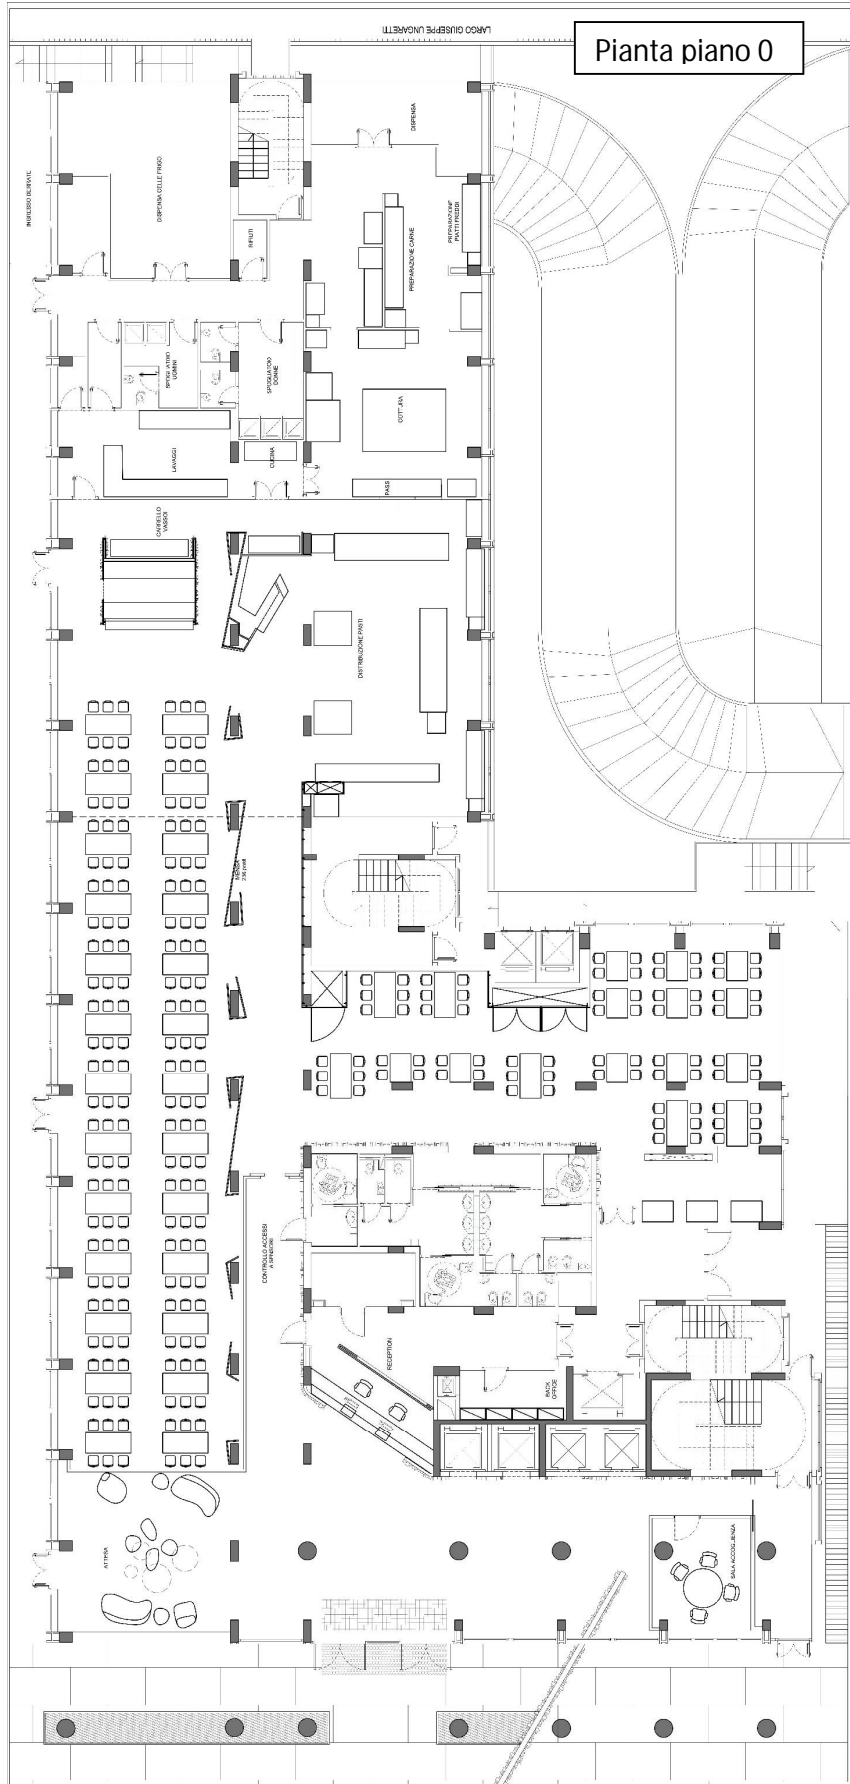 LARGO GIUSEPPE UNGARETTI
Pianta piano 0
DISPENSA
INGRESSO DERRATE
DISPENSA CELLE FRIGO
RIFIUTI
PREPARAZIONE CARNE
PREPARAZIONE
PIATTI FREDDI
SPOGLIATOIO
UOMINI
SPOGLIATOIO
DONNE
COTTURA
LAVAGGI
CUCINA
PASS
CARRELLO
VASSOI
DISTRIBUZIONE PASTI
MENSA
CONTROLLO ACCESSI
A SENSORI
RECEPTION
BACK
OFFICE
ATTESA
SALA ACCOGLIENZA